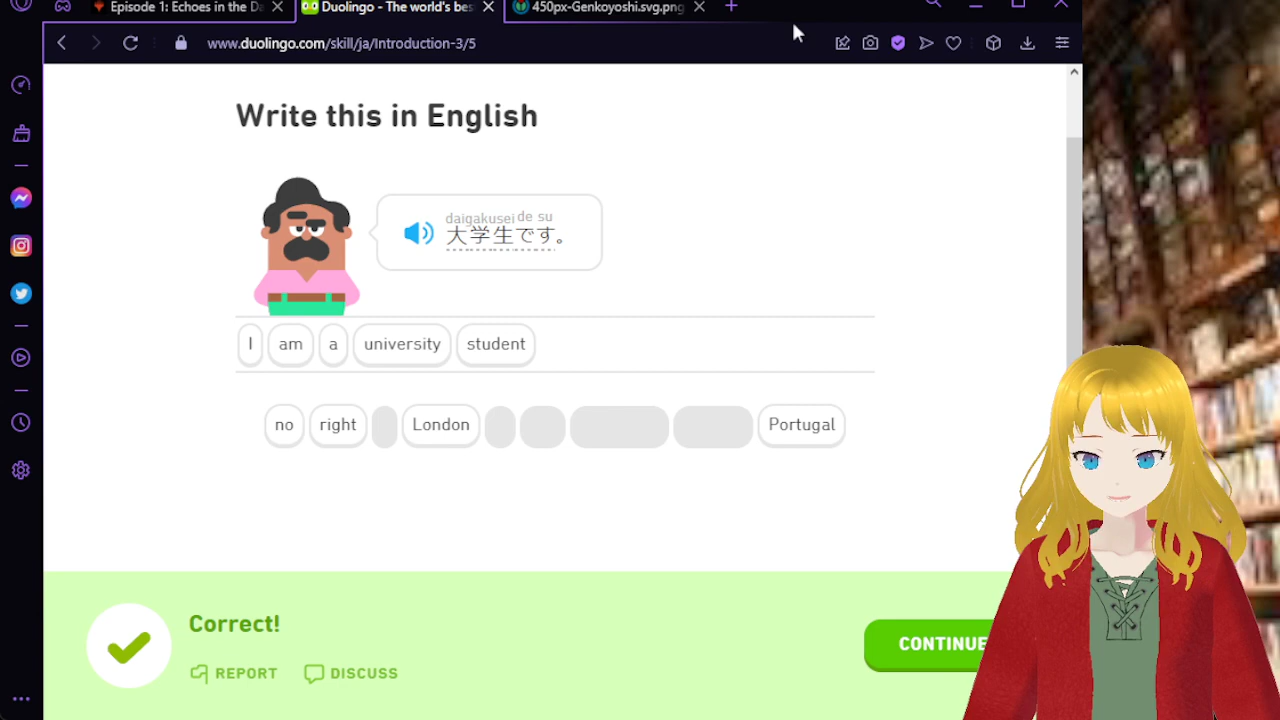 Episode 1: Echoes in the Da
Duolingo - The world's bes
450px-Genkoyoshi.svg.png
www.duolingo.com/skill/ja/Introduction-3/5
Write this in English
daigakusei de su
大学生です。
I am a university student
no right London Portugal
Correct!
REPORT DISCUSS
CONTINUE